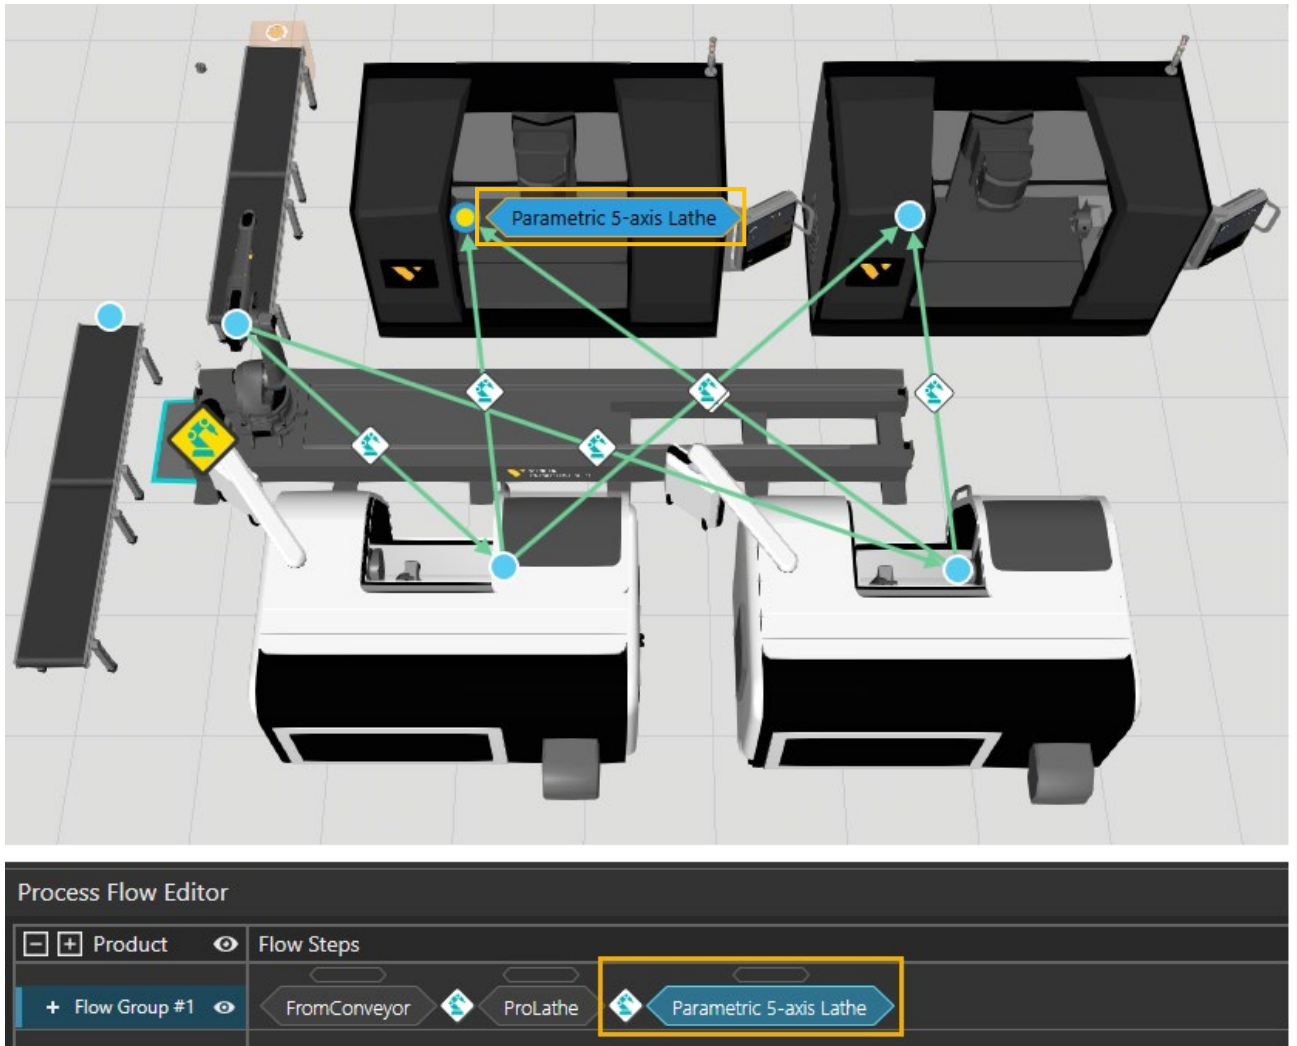 Parametric 5-axis Lathe
Process Flow Editor
Product
Flow Steps
Flow Group #1
FromConveyor
ProLathe
Parametric 5-axis Lathe